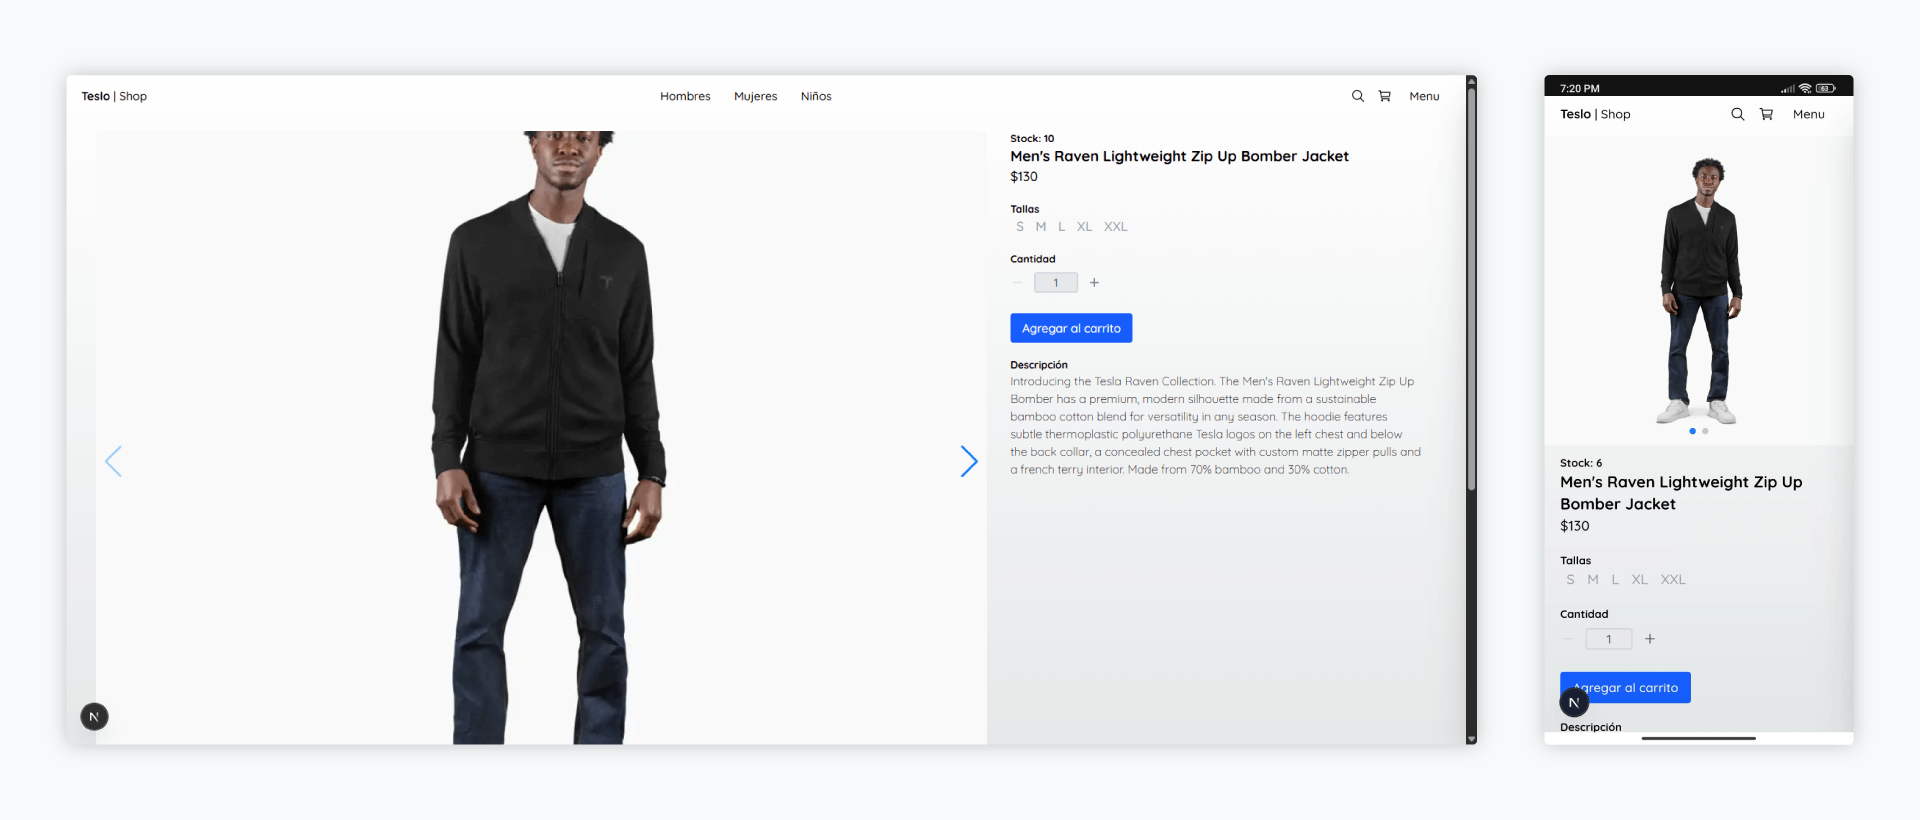 Teslo | Shop
Hombres Mujeres Niños
Menu
Stock: 10
Men's Raven Lightweight Zip Up Bomber Jacket
$130
Tallas
S M L XL XXL
Cantidad
− 1 +
Agregar al carrito
Descripción
Introducing the Tesla Raven Collection. The Men's Raven Lightweight Zip Up
Bomber has a premium, modern silhouette made from a sustainable
bamboo cotton blend for versatility in any season. The hoodie features
subtle thermoplastic polyurethane Tesla logos on the left chest and below
the back collar, a concealed chest pocket with custom matte zipper pulls and
a french terry interior. Made from 70% bamboo and 30% cotton.
N
7:20 PM
63
Teslo | Shop
Menu
Stock: 6
Men's Raven Lightweight Zip Up
Bomber Jacket
$130
Tallas
S M L XL XXL
Cantidad
− 1 +
Agregar al carrito
N
Descripción